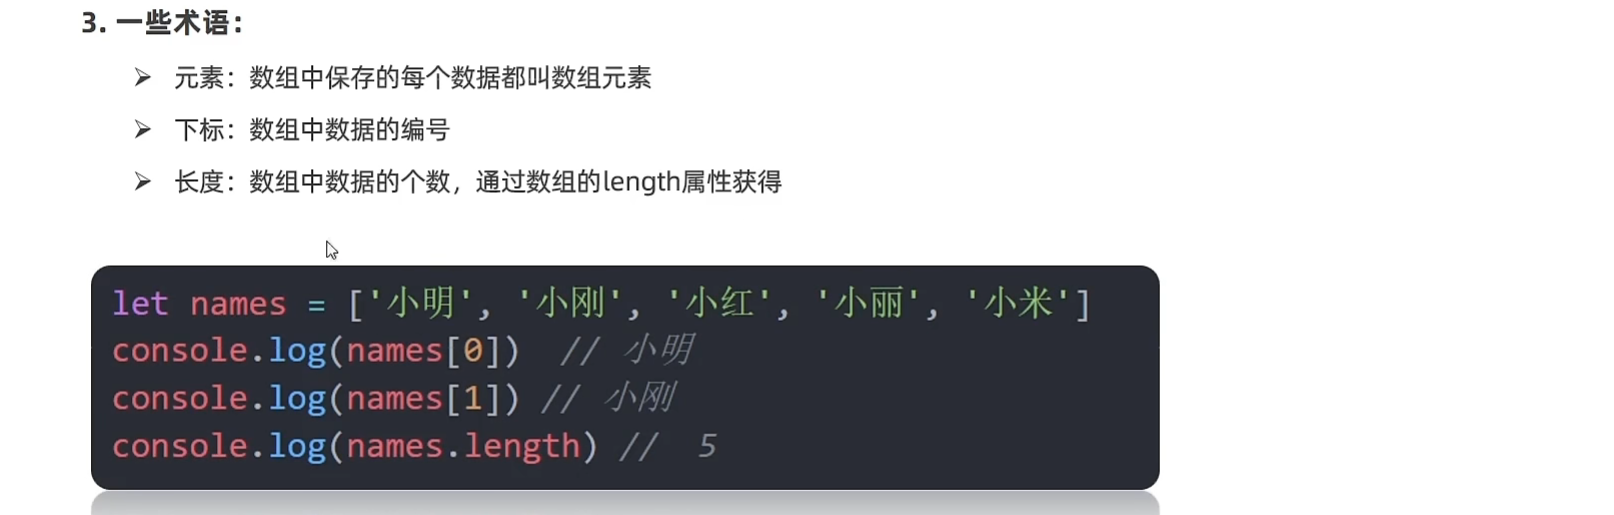 3. 一些术语：
➢ 元素：数组中保存的每个数据都叫数组元素
➢ 下标：数组中数据的编号
➢ 长度：数组中数据的个数，通过数组的length属性获得
let names = ['小明', '小刚', '小红', '小丽', '小米']
console.log(names[0])  // 小明
console.log(names[1]) // 小刚
console.log(names.length) //  5